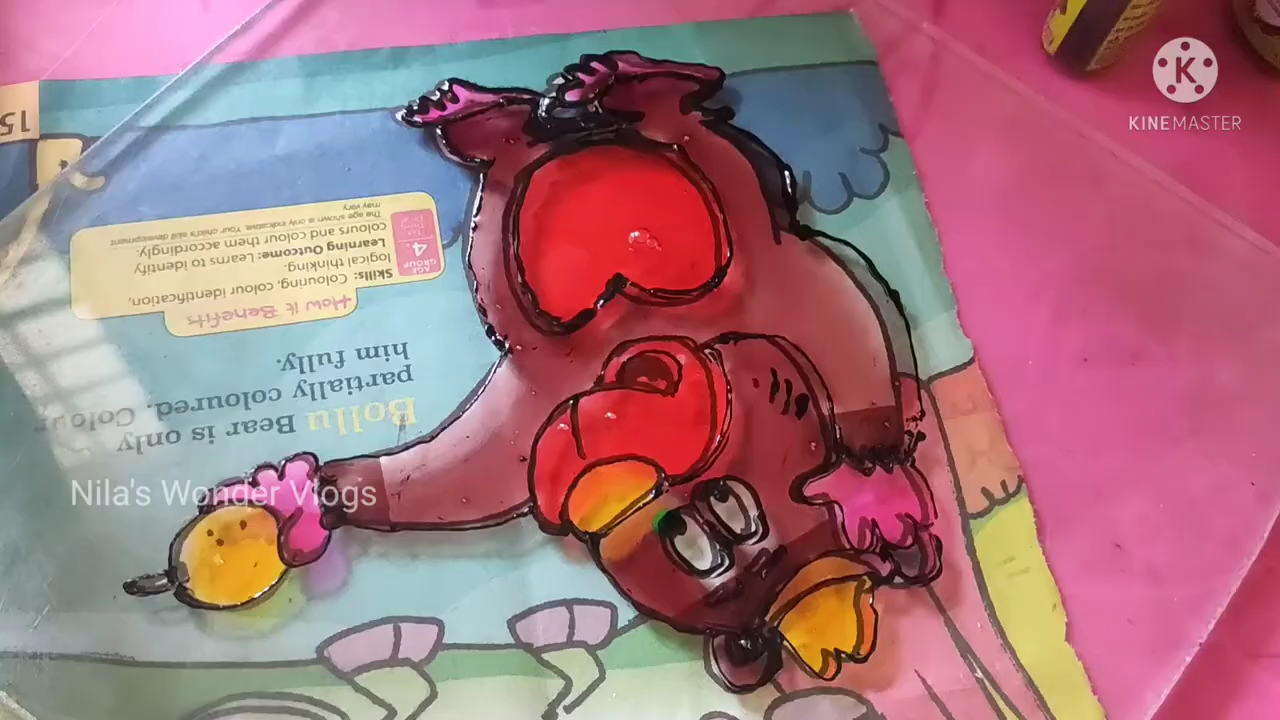 KINEMASTER
Nila's Wonder Vlogs
15
Bollu Bear is only
partially coloured. Colour
him fully.
How it Benefits
Skills: Colouring, colour identification,
logical thinking.
Learning Outcome: Learns to identify
colours and colour them accordingly.
The age shown is only indicative. Your child's skill development
may vary
AGE
GROUP
4+